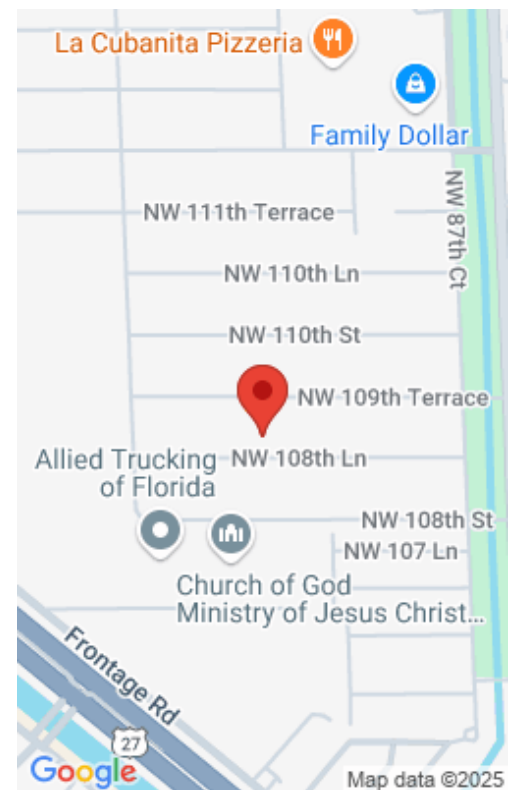 La Cubanita Pizzeria
Family Dollar
NW 87th Ct
NW 111th Terrace
NW 110th Ln
NW 110th St
NW 109th Terrace
Allied Trucking
of Florida
NW 108th Ln
NW 108th St
NW 107 Ln
Church of God
Ministry of Jesus Christ...
Frontage Rd
27
Google
Map data ©2025